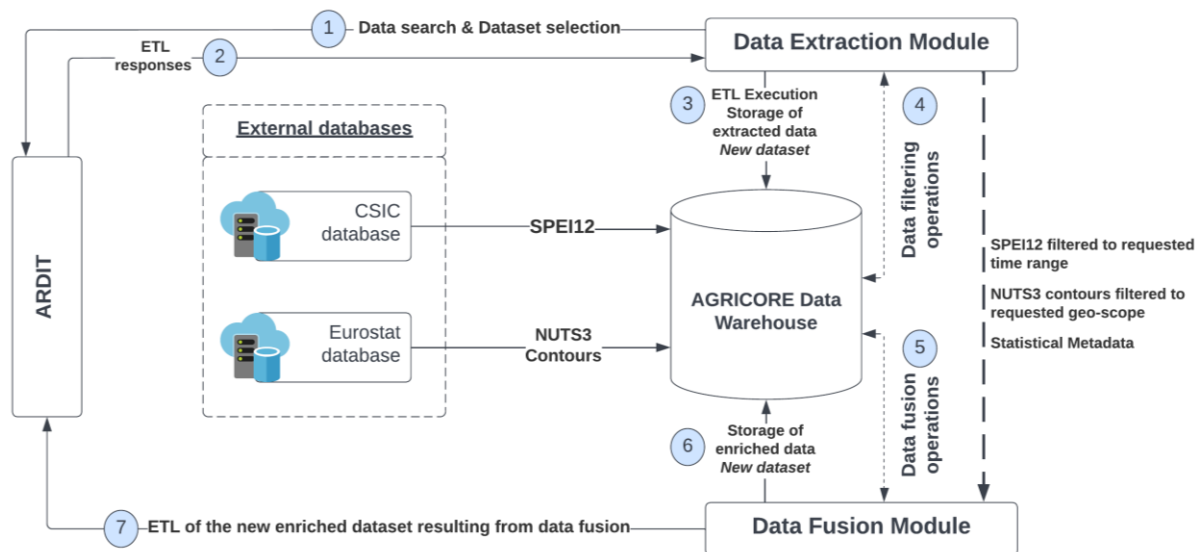 1
Data search & Dataset selection
Data Extraction Module
ETL
responses
2
3
ETL Execution
Storage of
extracted data
New dataset
4
Data filtering
operations
External databases
CSIC
database
SPEI12
ARDIT
AGRICORE Data
Warehouse
SPEI12 filtered to requested
time range
NUTS3 contours filtered to
requested geo-scope
Statistical Metadata
Eurostat
database
NUTS3
Contours
5
Data fusion
operations
6
Storage of
enriched data
New dataset
7
ETL of the new enriched dataset resulting from data fusion
Data Fusion Module